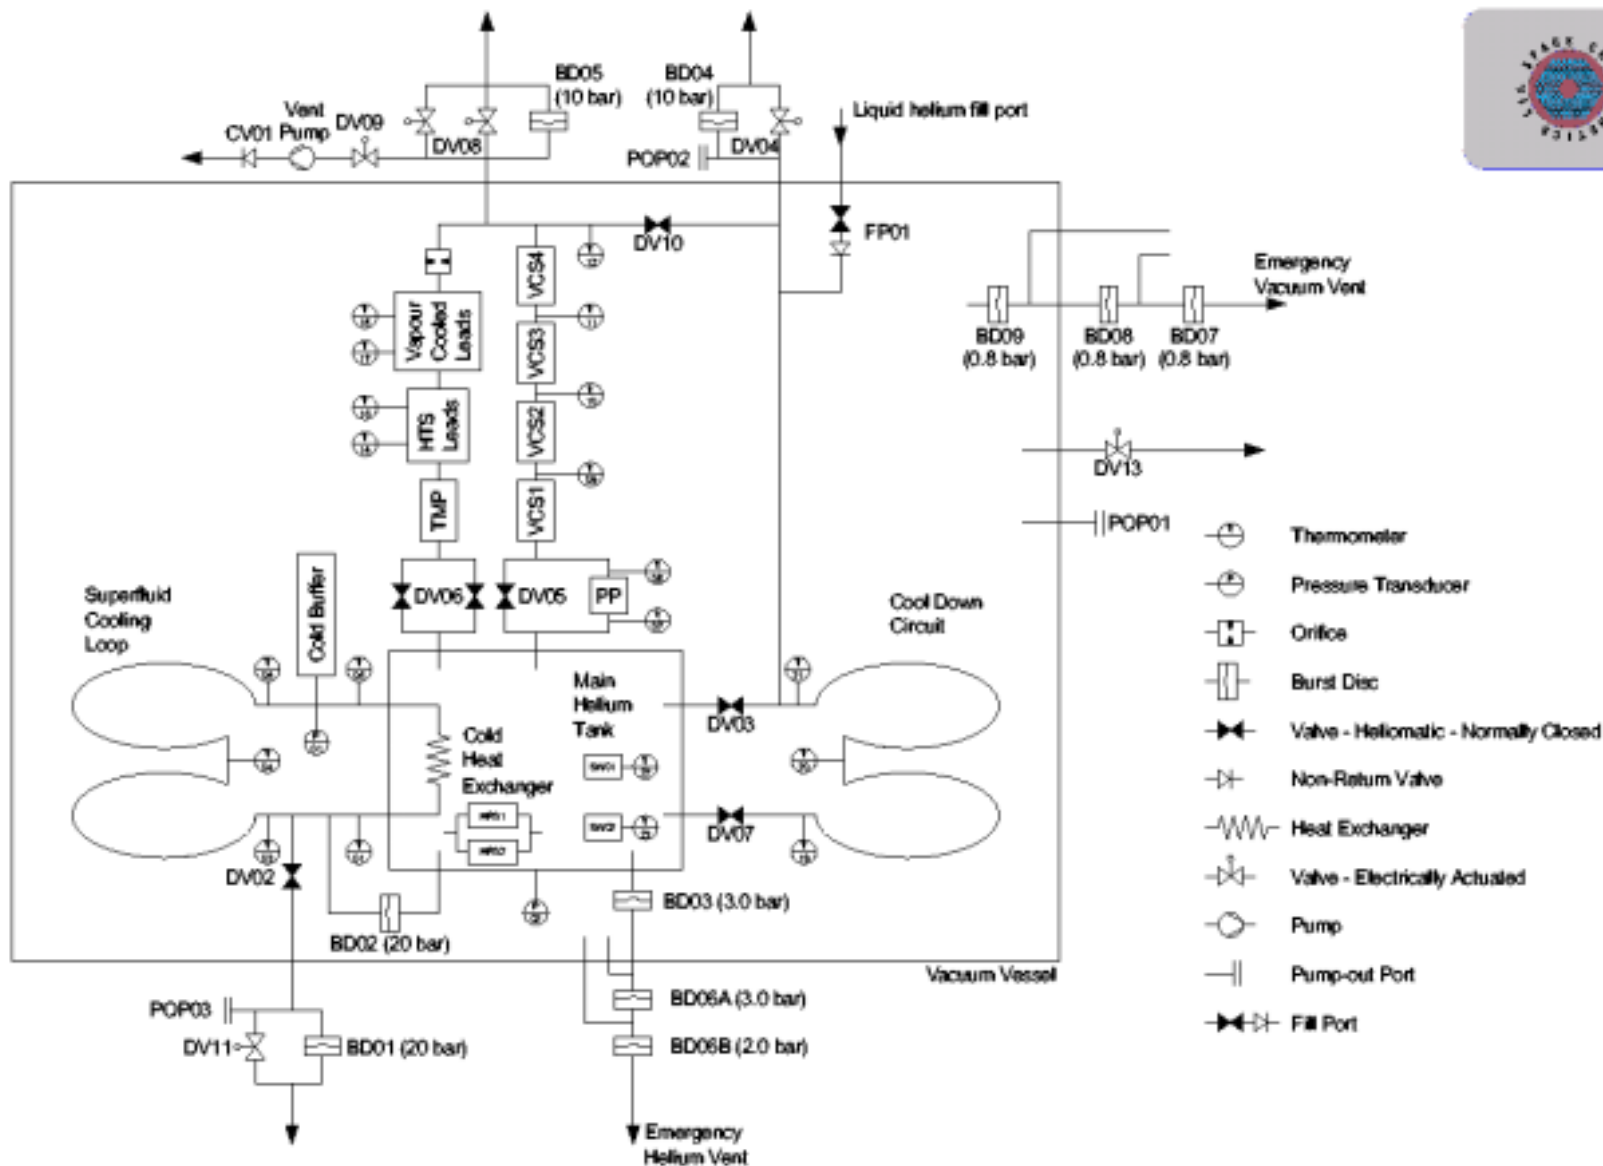 BD05
(10 bar)
BD04
(10 bar)
Liquid helium fill port
Vent
Pump
CV01
DV09
DV08
POP02
DV04
SPACE
FP01
DV10
Emergency
Vacuum Vent
BD09
(0.8 bar)
BD08
(0.8 bar)
BD07
(0.8 bar)
VCS4
VCS3
VCS2
VCS1
Vapour
Cooled
Leads
HTS
Leads
TMP
DV13
POP01
DV06
DV05
PP
Superfluid
Cooling
Loop
Cold Buffer
Cool Down
Circuit
Main
Helium
Tank
DV03
Cold
Heat
Exchanger
DV07
DV02
BD02 (20 bar)
BD03 (3.0 bar)
Vacuum Vessel
POP03
DV11
BD01 (20 bar)
BD06A (3.0 bar)
BD06B (2.0 bar)
Emergency
Helium Vent
Thermometer
Pressure Transducer
Orifice
Burst Disc
Valve - Heliomatic - Normally Closed
Non-Return Valve
Heat Exchanger
Valve - Electrically Actuated
Pump
Pump-out Port
Fill Port